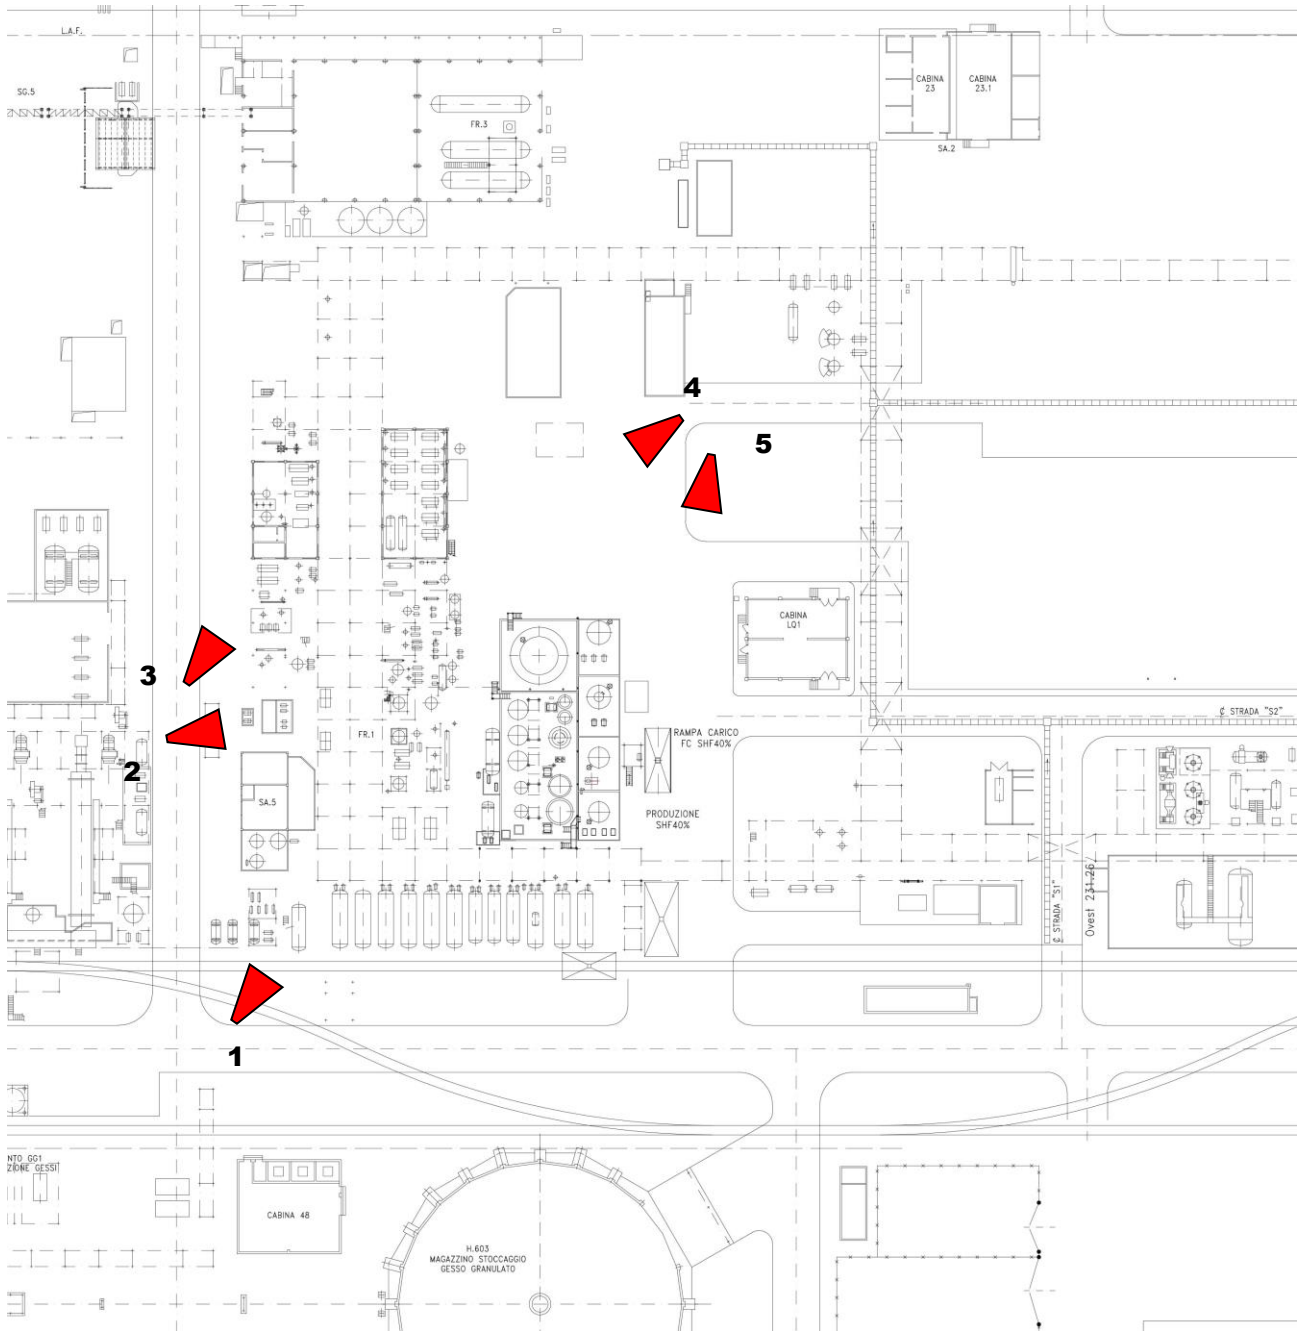 L.A.F.
SG.5
FR.3
CABINA
23
CABINA
23.1
SA.2
4
5
CABINA
LQ1
3
2
FR.1
SA.5
RAMPA CARICO
FC SHF40%
PRODUZIONE
SHF40%
₵ STRADA "S2"
₵ STRADA "S1"
Ovest 231.26
1
NTO GG1
ZIONE GESSI
CABINA 48
H.603
MAGAZZINO STOCCAGGIO
GESSO GRANULATO